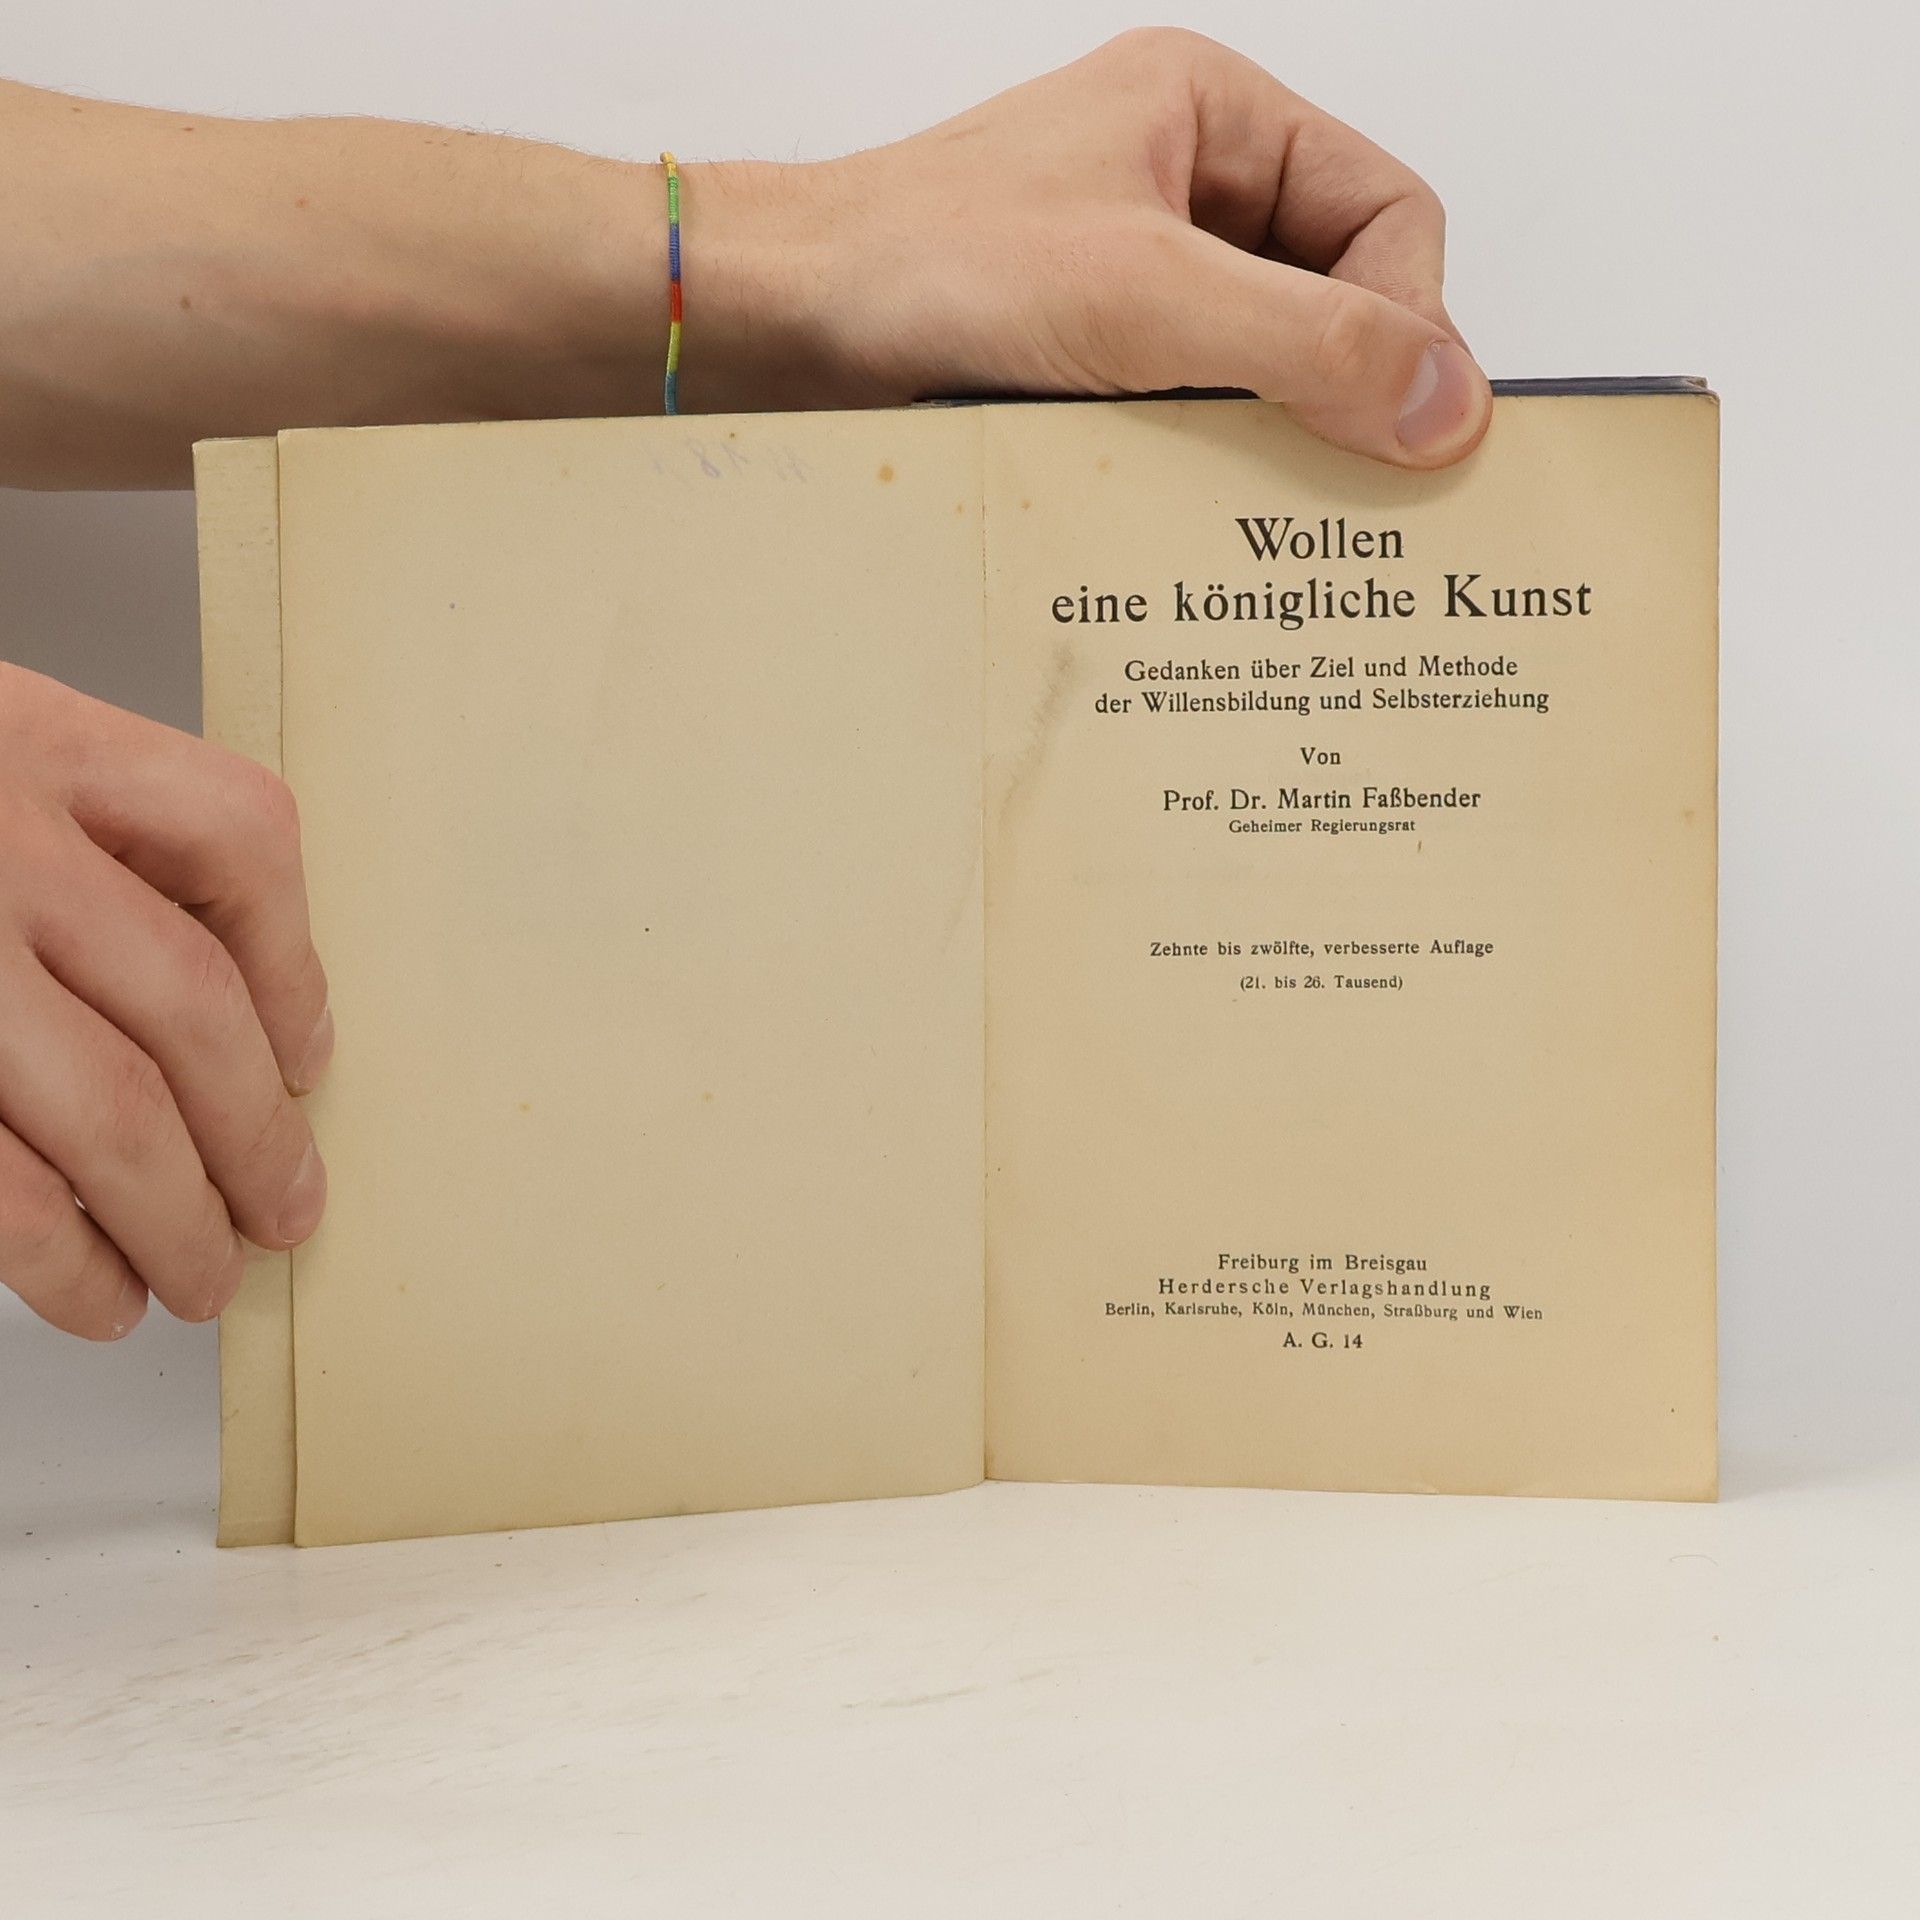 Wollen
eine königliche Kunst
Gedanken über Ziel und Methode
der Willensbildung und Selbsterziehung
Von
Prof. Dr. Martin Faßbender
Geheimer Regierungsrat
Zehnte bis zwölfte, verbesserte Auflage
(21. bis 26. Tausend)
Freiburg im Breisgau
Herdersche Verlagshandlung
Berlin, Karlsruhe, Köln, München, Straßburg und Wien
A. G. 14